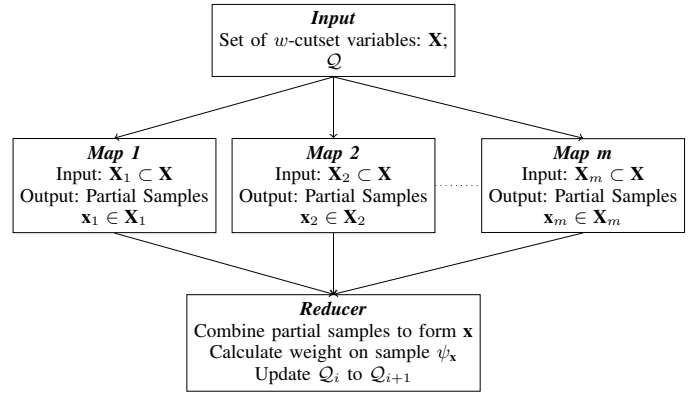 Input
Set of w-cutset variables: X;
Q
Map 1
Input: X₁ ⊂ X
Output: Partial Samples
x₁ ∈ X₁
Map 2
Input: X₂ ⊂ X
Output: Partial Samples
x₂ ∈ X₂
Map m
Input: Xₘ ⊂ X
Output: Partial Samples
xₘ ∈ Xₘ
Reducer
Combine partial samples to form x
Calculate weight on sample ψₓ
Update Qᵢ to Qᵢ₊₁